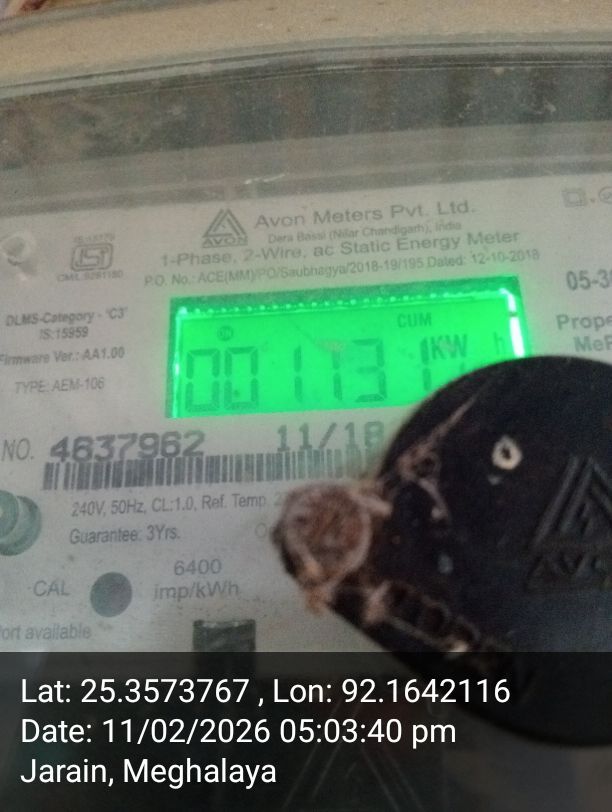 Avon Meters Pvt. Ltd.
AVON
Dera Bassi (Nilar Chandigarh), India
1-Phase, 2-Wire, ac Static Energy Meter
P.O. No.: ACE(MM)/PO/Saubhagya/2018-19/195 Dated: 12-10-2018
DLMS-Category - 'C3'
IS:15959
Firmware Ver.: AA1.00
TYPE: AEM-106
CUM
KW h
NO. 4637962 11/18
240V, 50Hz, CL:1.0, Ref. Temp.
Guarantee: 3Yrs.
CAL
6400
imp/kWh
Port available
AVON
Lat: 25.3573767 , Lon: 92.1642116
Date: 11/02/2026 05:03:40 pm
Jarain, Meghalaya